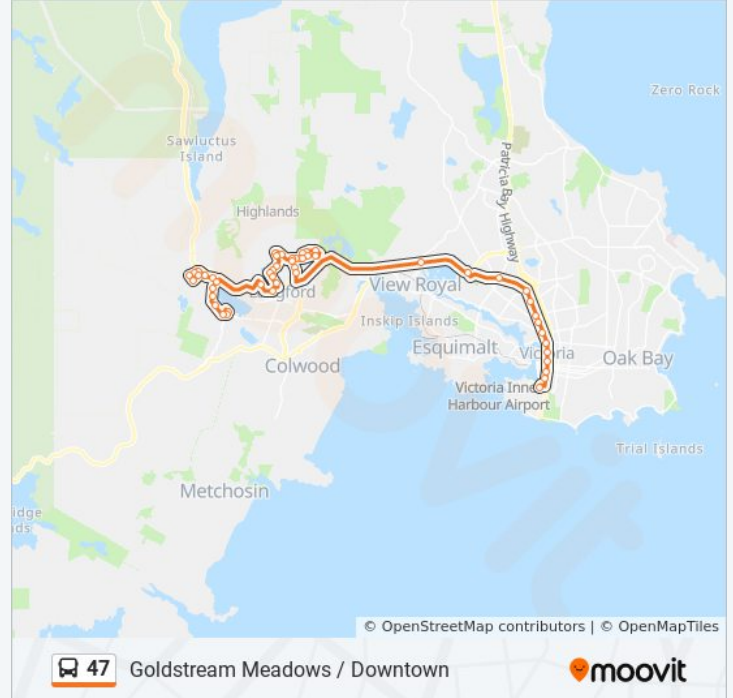 Zero Rock
Sawluctus
Island
Patricia Bay Highway
Highlands
Langford
View Royal
Inskip Islands
Esquimalt
Victoria
Oak Bay
Colwood
Victoria Inner
Harbour Airport
Trial Islands
Metchosin
© OpenStreetMap contributors | © OpenMapTiles
47 Goldstream Meadows / Downtown
moovit